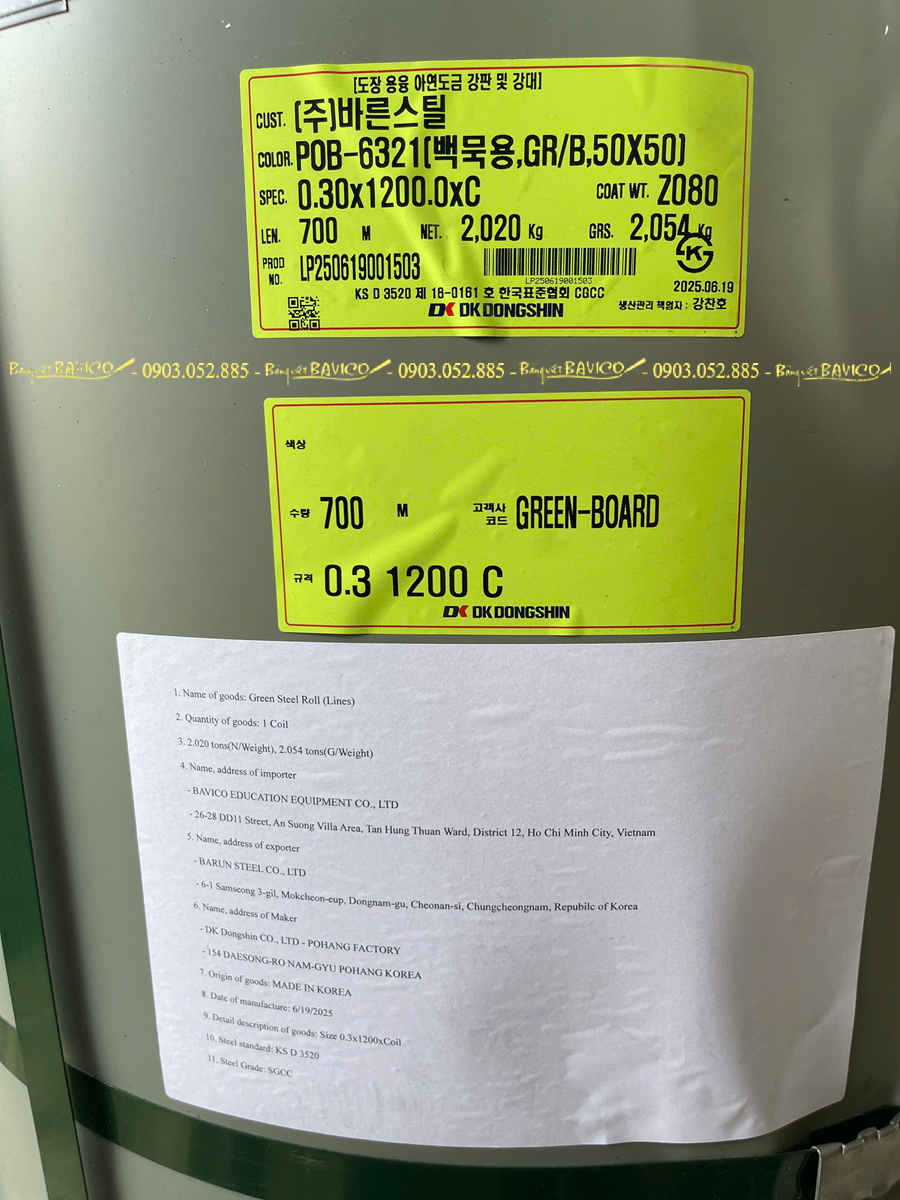 [도장 용융 아연도금 강판 및 강대]
CUST. (주)바른스틸
COLOR. POB-6321(백묵용,GR/B,50X50)
SPEC. 0.30x1200.0xC COAT WT. Z080
LEN. 700 M NET. 2,020 Kg GRS. 2,054 Kg
PROD NO. LP250619001503
LP250619001503
2025.06.19
KS D 3520 제 18-0161 호 한국표준협회 CGCC
생산관리 책임자 : 강찬호
DK DK DONGSHIN
Bảng viết BAVICO - 0903.052.885 - Bảng viết BAVICO - 0903.052.885 - Bảng viết BAVICO - 0903.052.885 - Bảng viết BAVICO
색상
수량 700 M 고객사 코드 GREEN-BOARD
규격 0.3 1200 C
DK DK DONGSHIN
1. Name of goods: Green Steel Roll (Lines)
2. Quantity of goods: 1 Coil
3. 2.020 tons(N/Weight), 2.054 tons(G/Weight)
4. Name, address of importer
- BAVICO EDUCATION EQUIPMENT CO., LTD
- 26-28 DD11 Street, An Suong Villa Area, Tan Hung Thuan Ward, District 12, Ho Chi Minh City, Vietnam
5. Name, address of exporter
- BARUN STEEL CO., LTD
- 6-1 Samseong 3-gil, Mokcheon-eup, Dongnam-gu, Cheonan-si, Chungcheongnam, Republic of Korea
6. Name, address of Maker
- DK Dongshin CO., LTD - POHANG FACTORY
- 154 DAESONG-RO NAM-GYU POHANG KOREA
7. Origin of goods: MADE IN KOREA
8. Date of manufacture: 6/19/2025
9. Detail description of goods: Size 0.3x1200xCoil
10. Steel standard: KS D 3520
11. Steel Grade: SGCC